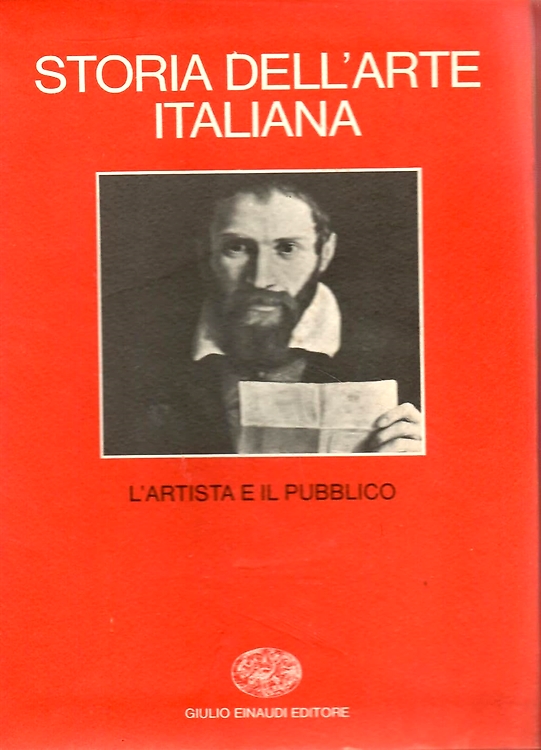 STORIA DELL'ARTE
ITALIANA
L'ARTISTA E IL PUBBLICO
GIULIO EINAUDI EDITORE